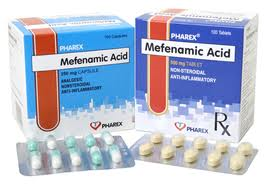 100 Capsules
PHAREX
Mefenamic Acid
250 mg CAPSULE
ANALGESIC
NONSTEROIDAL
ANTI-INFLAMMATORY
PHAREX
100 Tablets
PHAREX®
Mefenamic Acid
500 mg TABLET
NON-STEROIDAL
ANTI-INFLAMMATORY
PHAREX
Rx